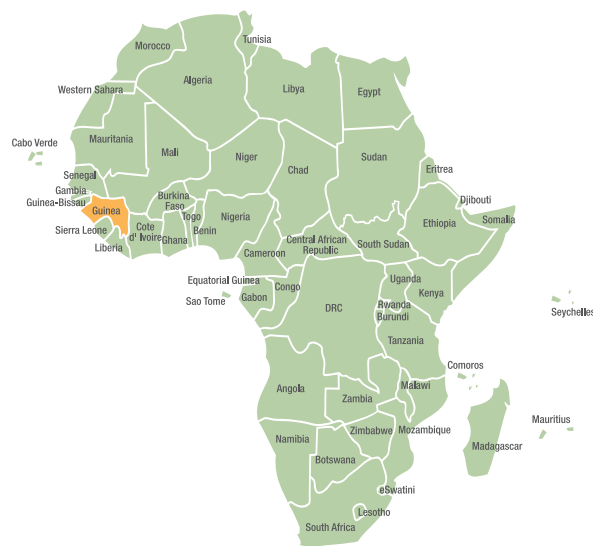 Tunisia
Morocco
Algeria
Libya
Egypt
Western Sahara
Mauritania
Cabo Verde
Mali
Niger
Chad
Sudan
Eritrea
Senegal
Gambia
Guinea-Bissau
Guinea
Burkina
Faso
Djibouti
Somalia
Ethiopia
Sierra Leone
Liberia
Cote
d' Ivoire
Ghana
Togo
Benin
Nigeria
Central African
Republic
South Sudan
Cameroon
Equatorial Guinea
Sao Tome
Gabon
Congo
DRC
Uganda
Kenya
Rwanda
Burundi
Seychelles
Tanzania
Comoros
Angola
Zambia
Malawi
Mozambique
Zimbabwe
Mauritius
Madagascar
Namibia
Botswana
eSwatini
Lesotho
South Africa